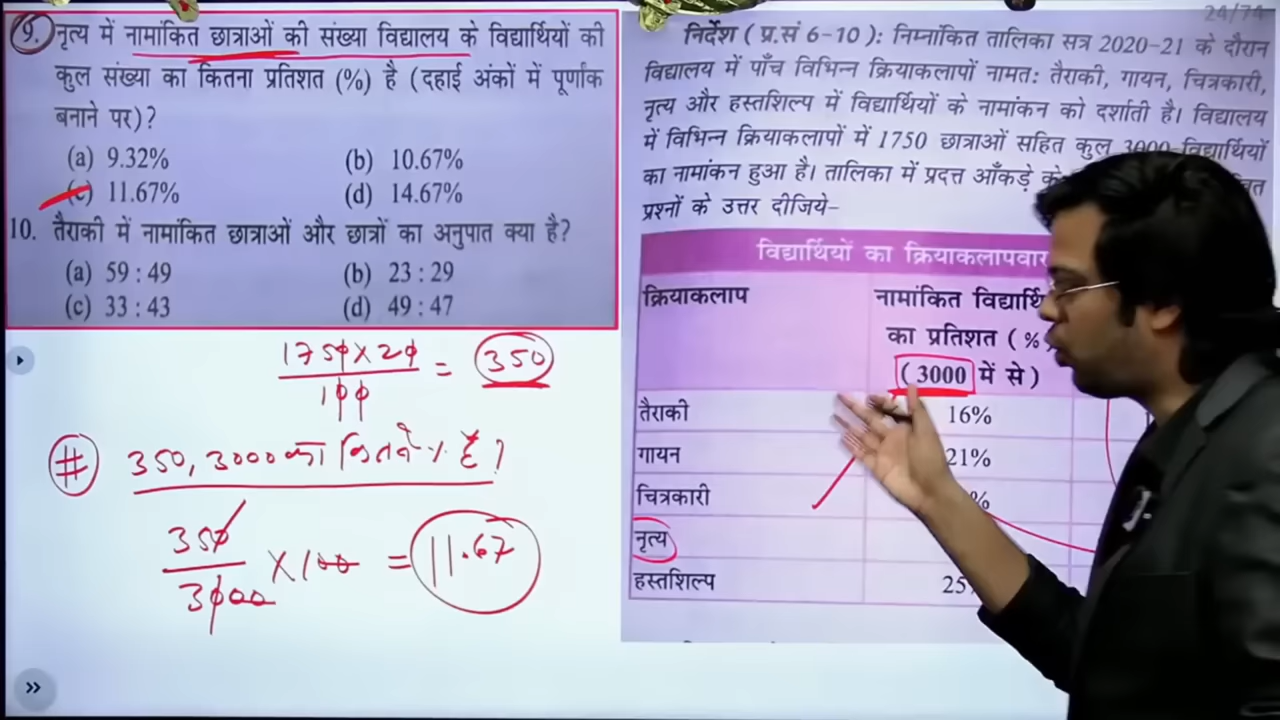 9. नृत्य में नामांकित छात्राओं की संख्या विद्यालय के विद्यार्थियों की
कुल संख्या का कितना प्रतिशत (%) है (दहाई अंकों में पूर्णांक
बनाने पर)?
(a) 9.32% (b) 10.67%
(c) 11.67% (d) 14.67%
10. तैराकी में नामांकित छात्राओं और छात्रों का अनुपात क्या है?
(a) 59 : 49 (b) 23 : 29
(c) 33 : 43 (d) 49 : 47
1750 × 20 / 100 = 350
# 350, 3000 का कितने % है?
350 / 3000 × 100 = 11.67
24/74
निर्देश ( प्र.सं 6-10 ) : निम्नांकित तालिका सत्र 2020-21 के दौरान
विद्यालय में पाँच विभिन्न क्रियाकलापों नामत: तैराकी, गायन, चित्रकारी,
नृत्य और हस्तशिल्प में विद्यार्थियों के नामांकन को दर्शाती है। विद्यालय
में विभिन्न क्रियाकलापों में 1750 छात्राओं सहित कुल 3000 विद्यार्थियों
का नामांकन हुआ है। तालिका में प्रदत्त आँकड़े
प्रश्नों के उत्तर दीजिये-
विद्यार्थियों का क्रियाकलापवार
क्रियाकलाप नामांकित
का प्रतिशत (%
( 3000 में से )
तैराकी 16%
गायन 21%
चित्रकारी %
नृत्य
हस्तशिल्प 25